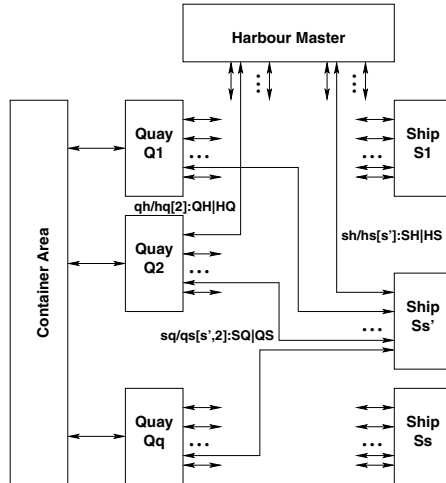 Harbour Master
Quay
Q1
Ship
S1
qh/hq[2]:QH|HQ
sh/hs[s']:SH|HS
Quay
Q2
Container Area
Ship
Ss'
sq/qs[s',2]:SQ|QS
Quay
Qq
Ship
Ss